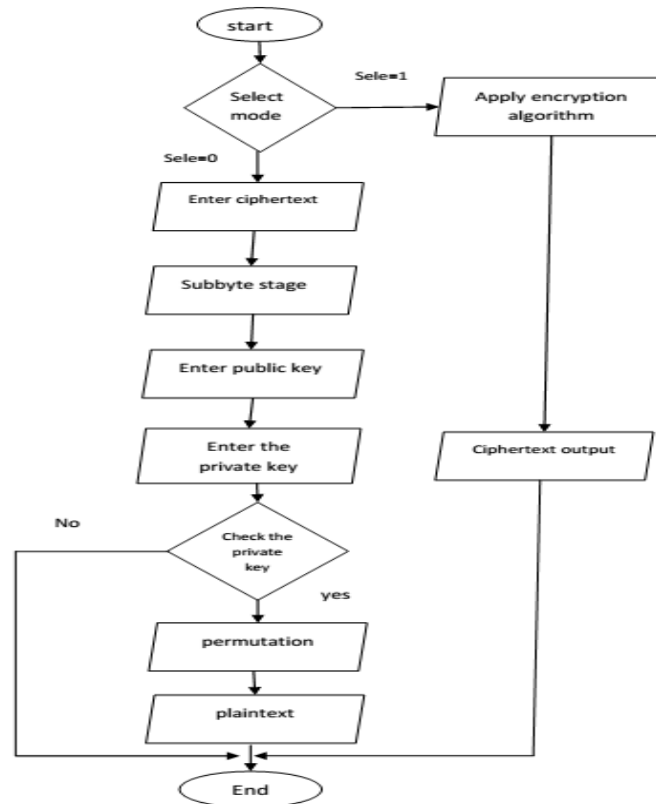 start
Sele=1
Select
mode
Apply encryption
algorithm
Sele=0
Enter ciphertext
Subbyte stage
Enter public key
Enter the
private key
Ciphertext output
No
Check the
private
key
yes
permutation
plaintext
End